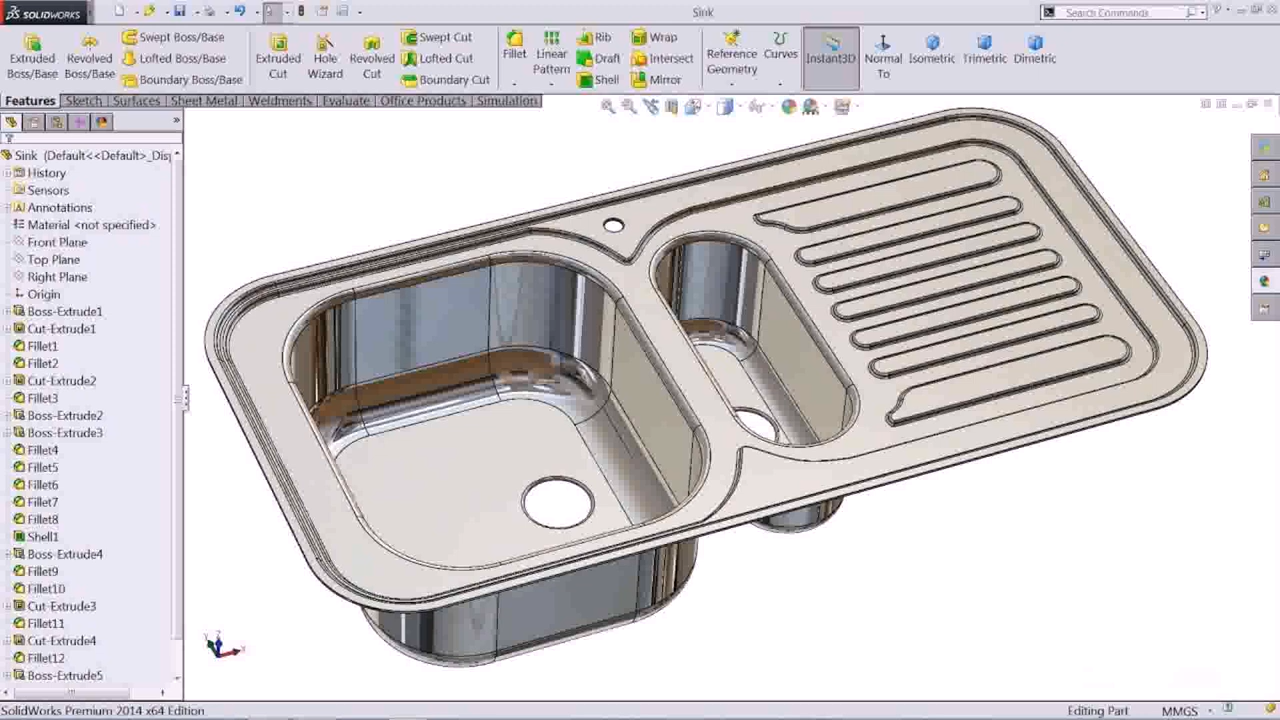 SOLIDWORKS
Sink
Search Commands
Extruded Boss/Base
Revolved Boss/Base
Swept Boss/Base
Lofted Boss/Base
Boundary Boss/Base
Extruded Cut
Hole Wizard
Revolved Cut
Swept Cut
Lofted Cut
Boundary Cut
Fillet
Linear Pattern
Rib
Draft
Shell
Wrap
Intersect
Mirror
Reference Geometry
Curves
Instant3D
Normal To
Isometric
Trimetric
Dimetric
Features Sketch Surfaces Sheet Metal Weldments Evaluate Office Products Simulation
Sink (Default<<Default>_Disp
History
Sensors
Annotations
Material <not specified>
Front Plane
Top Plane
Right Plane
Origin
Boss-Extrude1
Cut-Extrude1
Fillet1
Fillet2
Cut-Extrude2
Fillet3
Boss-Extrude2
Boss-Extrude3
Fillet4
Fillet5
Fillet6
Fillet7
Fillet8
Shell1
Boss-Extrude4
Fillet9
Fillet10
Cut-Extrude3
Fillet11
Cut-Extrude4
Fillet12
Boss-Extrude5
SolidWorks Premium 2014 x64 Edition
Editing Part
MMGS